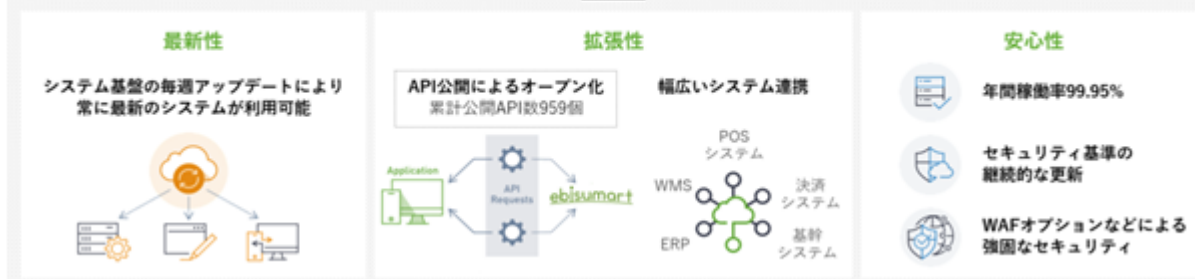 最新性
システム基盤の毎週アップデートにより
常に最新のシステムが利用可能
拡張性
API公開によるオープン化
累計公開API数959個
Application
API
Requests
ebisumart
幅広いシステム連携
POS
システム
WMS
決済
システム
ERP
基幹
システム
安心性
年間稼働率99.95%
セキュリティ基準の
継続的な更新
WAFオプションなどによる
強固なセキュリティ